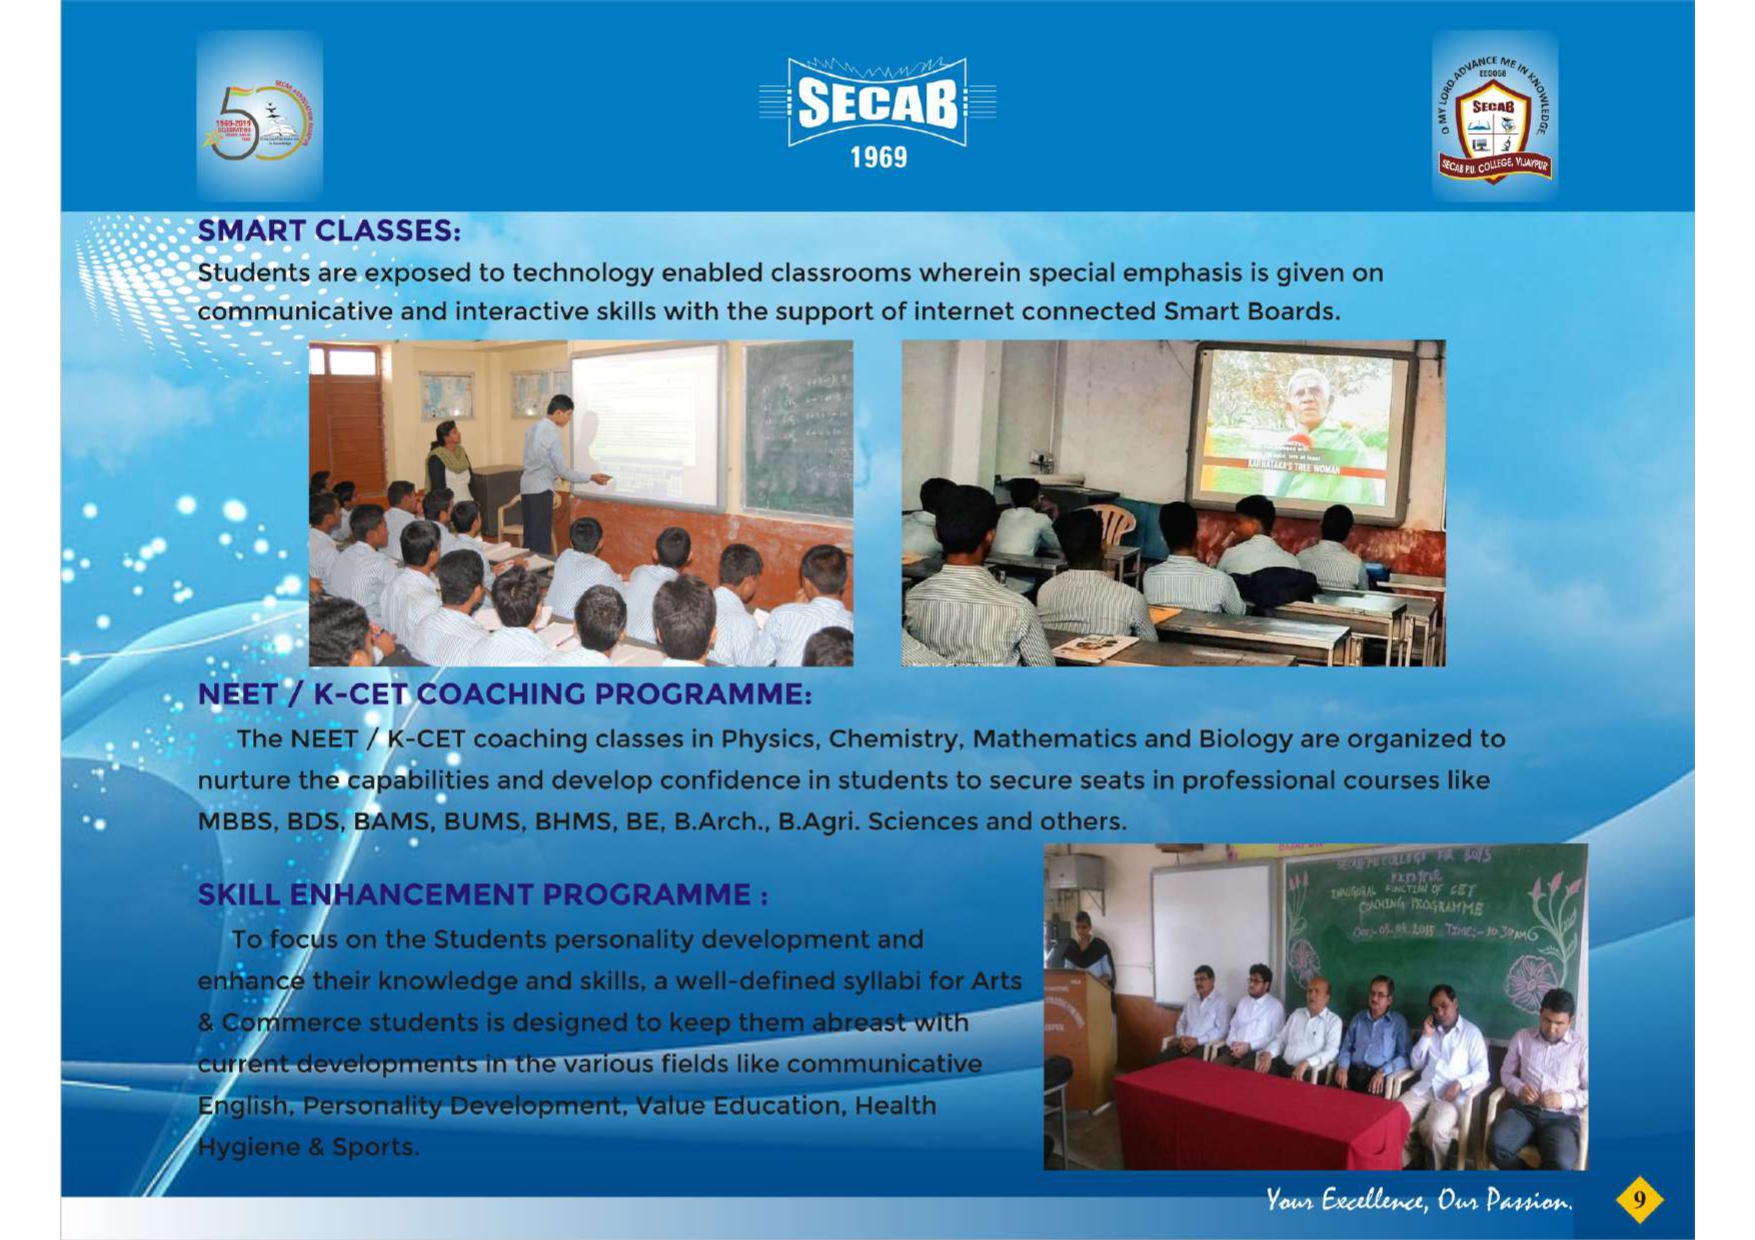 1969-2019
SECAB
1969
O MY LORD ADVANCE ME IN KNOWLEDGE
EE0058
SECAB
SECAB P.U. COLLEGE, VIJAYPUR
SMART CLASSES:
Students are exposed to technology enabled classrooms wherein special emphasis is given on
communicative and interactive skills with the support of internet connected Smart Boards.
KARNATAKA'S TREE WOMAN
NEET / K-CET COACHING PROGRAMME:
The NEET / K-CET coaching classes in Physics, Chemistry, Mathematics and Biology are organized to
nurture the capabilities and develop confidence in students to secure seats in professional courses like
MBBS, BDS, BAMS, BUMS, BHMS, BE, B.Arch., B.Agri. Sciences and others.
SKILL ENHANCEMENT PROGRAMME :
To focus on the Students personality development and
enhance their knowledge and skills, a well-defined syllabi for Arts
& Commerce students is designed to keep them abreast with
current developments in the various fields like communicative
English, Personality Development, Value Education, Health
Hygiene & Sports.
SECAB PU COLLEGE FOR BOYS
INAUGURAL FUNCTION OF CET
COACHING PROGRAMME
Your Excellence, Our Passion.
9